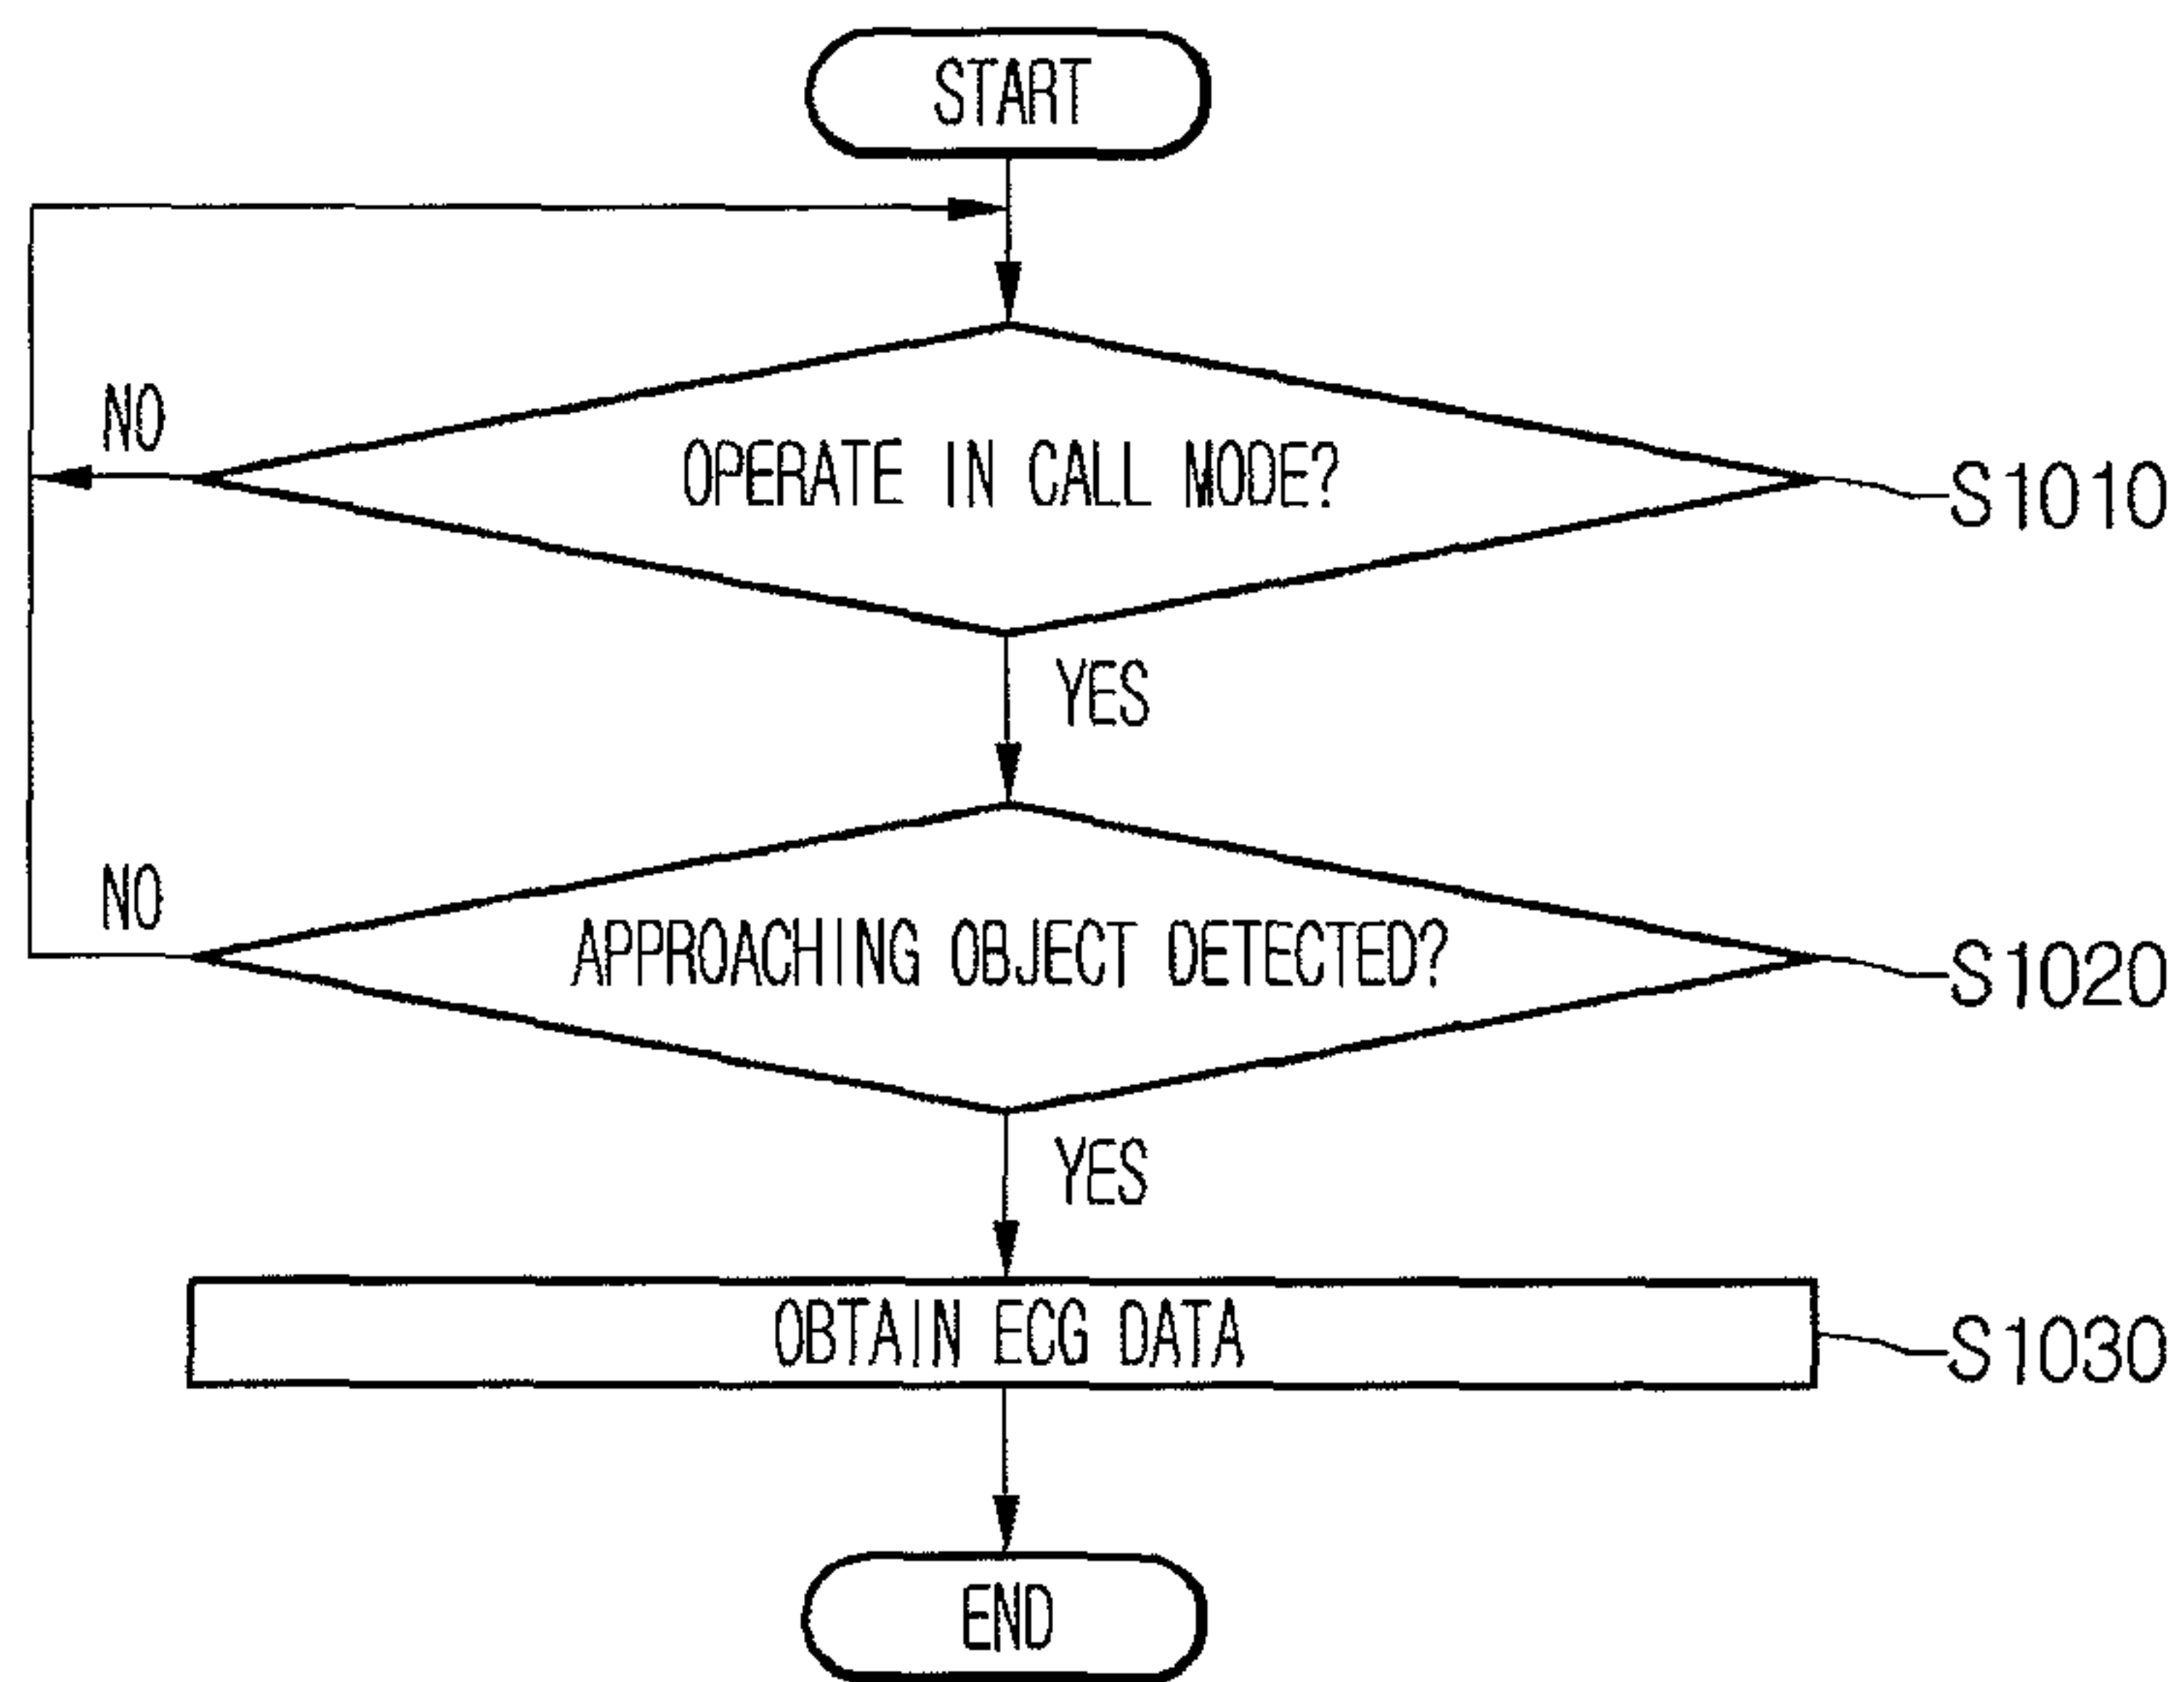 START
NO
OPERATE IN CALL MODE?
S1010
YES
NO
APPROACHING OBJECT DETECTED?
S1020
YES
OBTAIN ECG DATA
S1030
END